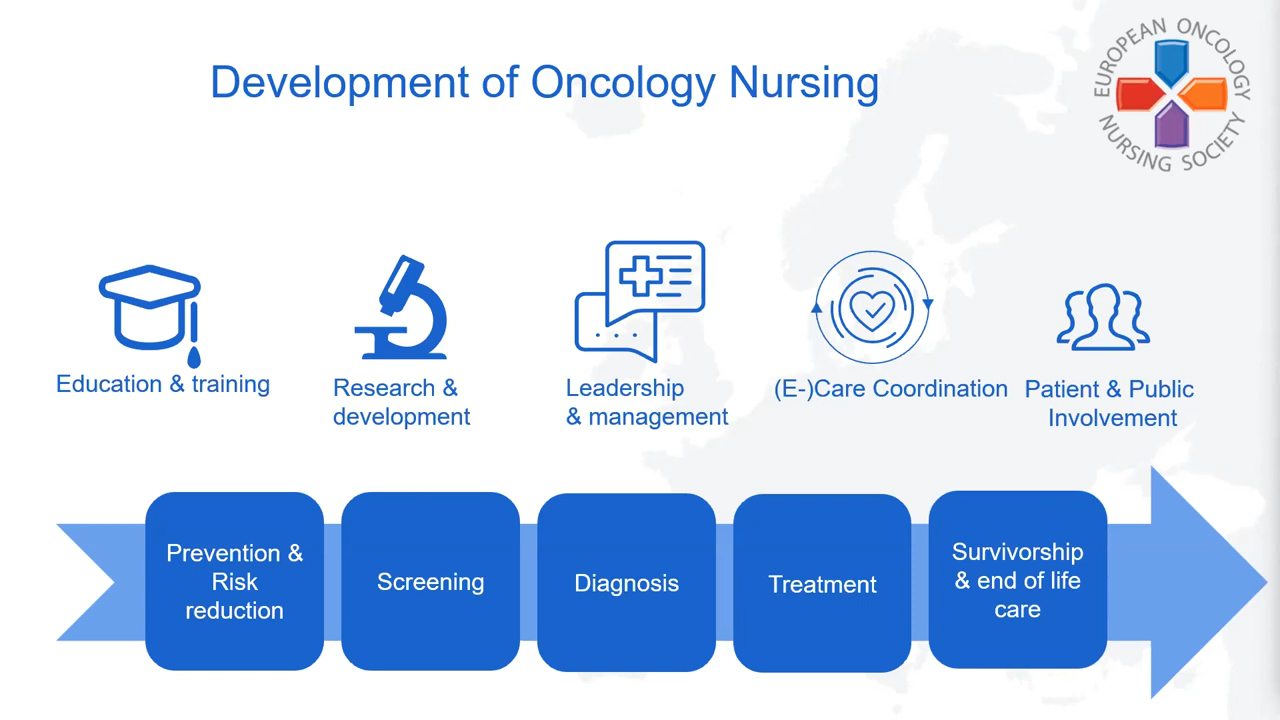 Development of Oncology Nursing
EUROPEAN ONCOLOGY
NURSING SOCIETY
Education & training
Research &
development
Leadership
& management
(E-)Care Coordination
Patient & Public
Involvement
Prevention &
Risk
reduction
Screening
Diagnosis
Treatment
Survivorship
& end of life
care